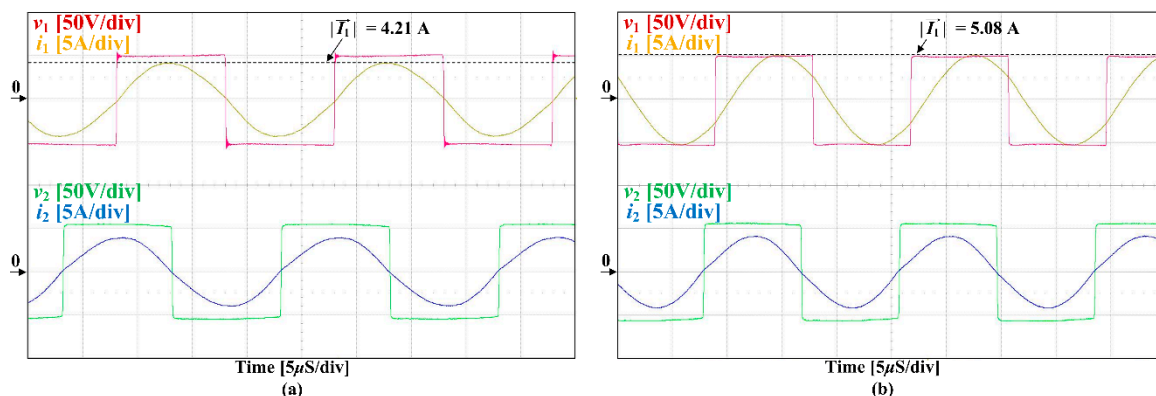 v₁ [50V/div]
i₁ [5A/div]
|I⃗₁| = 4.21 A
0
v₂ [50V/div]
i₂ [5A/div]
0
Time [5μS/div]
(a)
v₁ [50V/div]
i₁ [5A/div]
|I⃗₁| = 5.08 A
0
v₂ [50V/div]
i₂ [5A/div]
0
Time [5μS/div]
(b)